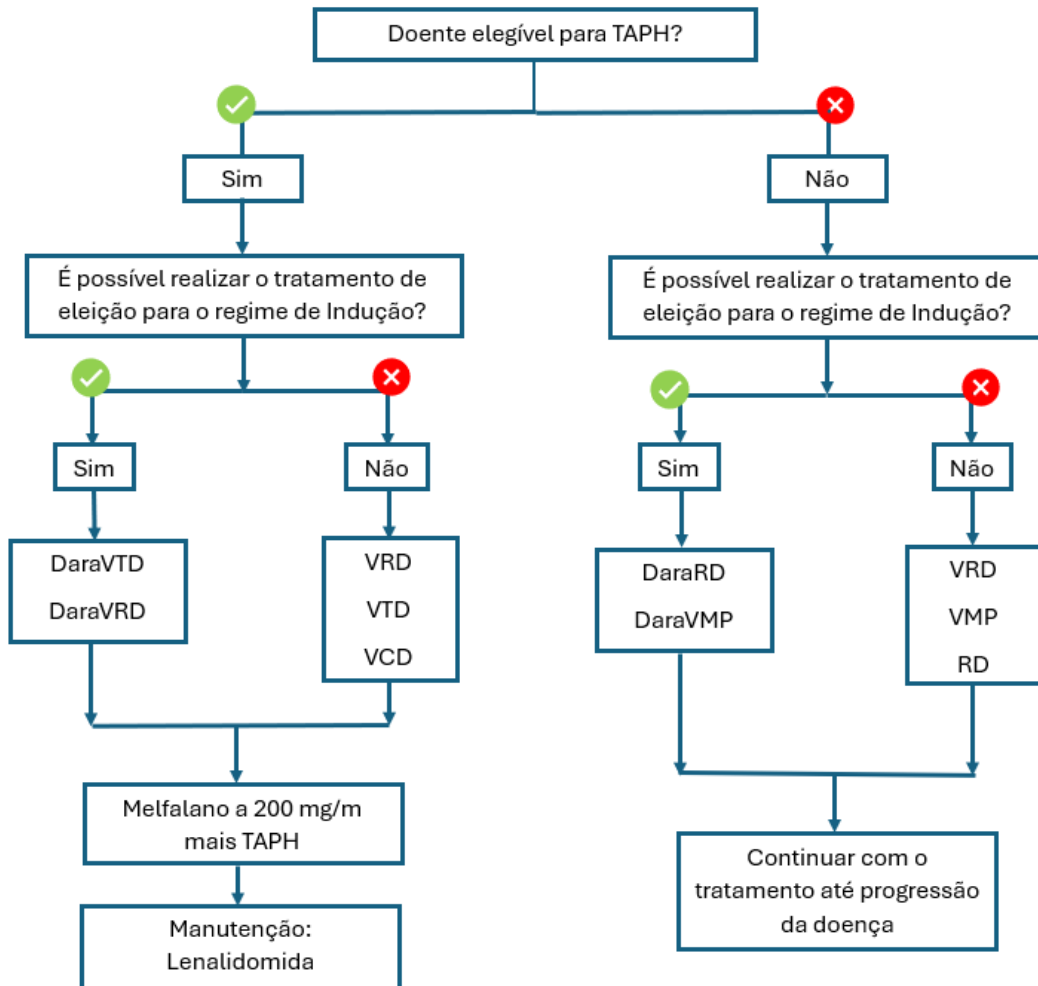 Doente elegível para TAPH?
Sim
Não
É possível realizar o tratamento de
eleição para o regime de Indução?
É possível realizar o tratamento de
eleição para o regime de Indução?
Sim
Não
Sim
Não
DaraVTD
DaraVRD
VRD
VTD
VCD
DaraRD
DaraVMP
VRD
VMP
RD
Melfalano a 200 mg/m
mais TAPH
Continuar com o
tratamento até progressão
da doença
Manutenção:
Lenalidomida